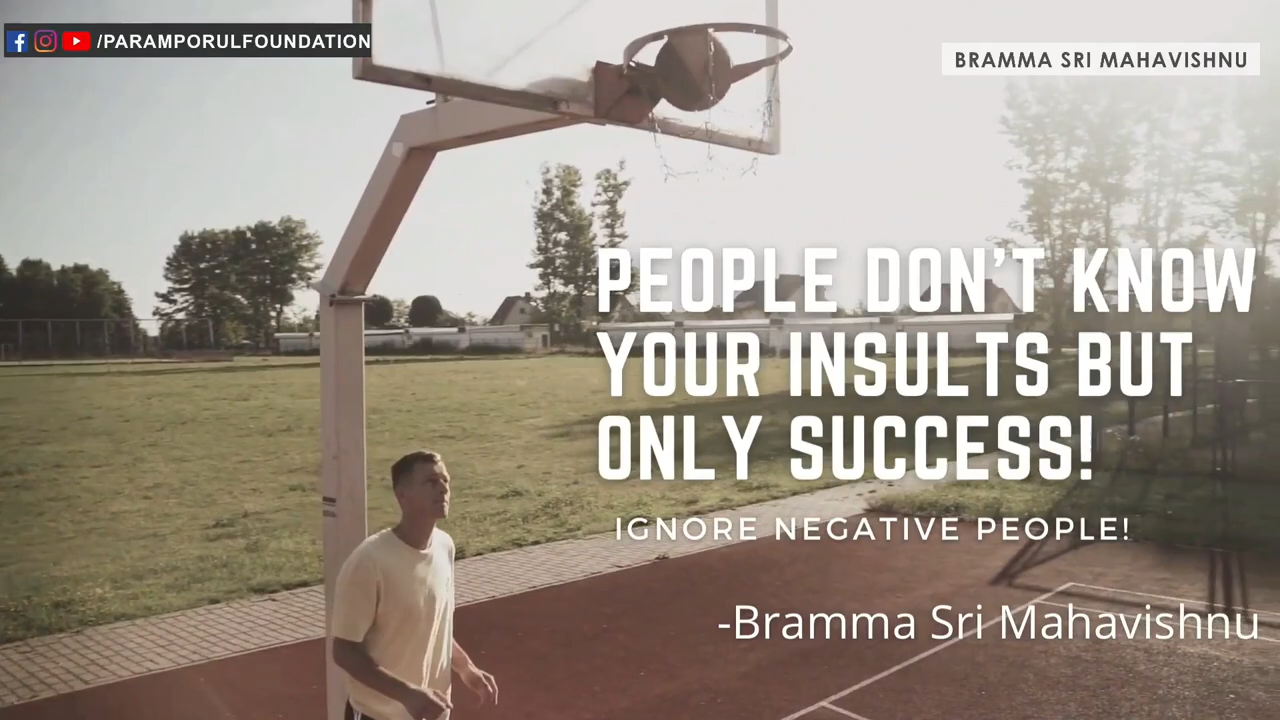 /PARAMPORULFOUNDATION
BRAMMA SRI MAHAVISHNU
PEOPLE DON'T KNOW
YOUR INSULTS BUT
ONLY SUCCESS!
IGNORE NEGATIVE PEOPLE!
-Bramma Sri Mahavishnu